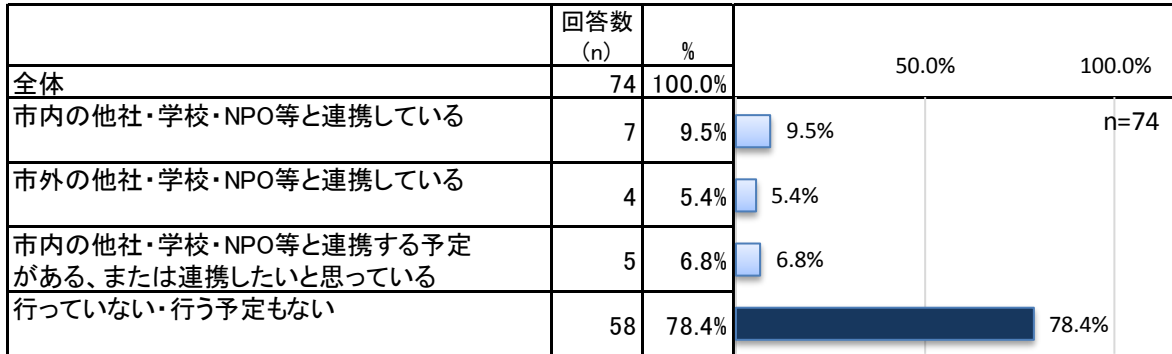 回答数
(n) %
50.0% 100.0%
全体 74 100.0%
n=74
市内の他社・学校・NPO等と連携している 7 9.5% 9.5%
市外の他社・学校・NPO等と連携している 4 5.4% 5.4%
市内の他社・学校・NPO等と連携する予定
がある、または連携したいと思っている 5 6.8% 6.8%
行っていない・行う予定もない 58 78.4% 78.4%